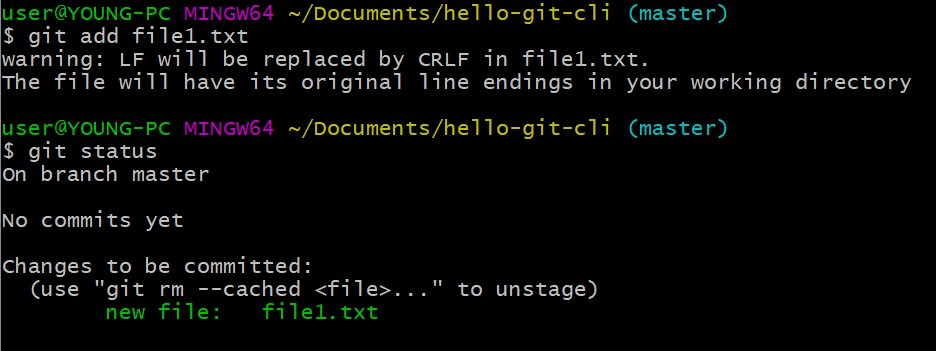 user@YOUNG-PC MINGW64 ~/Documents/hello-git-cli (master)
$ git add file1.txt
warning: LF will be replaced by CRLF in file1.txt.
The file will have its original line endings in your working directory
user@YOUNG-PC MINGW64 ~/Documents/hello-git-cli (master)
$ git status
On branch master
No commits yet
Changes to be committed:
  (use "git rm --cached <file>..." to unstage)
        new file:   file1.txt